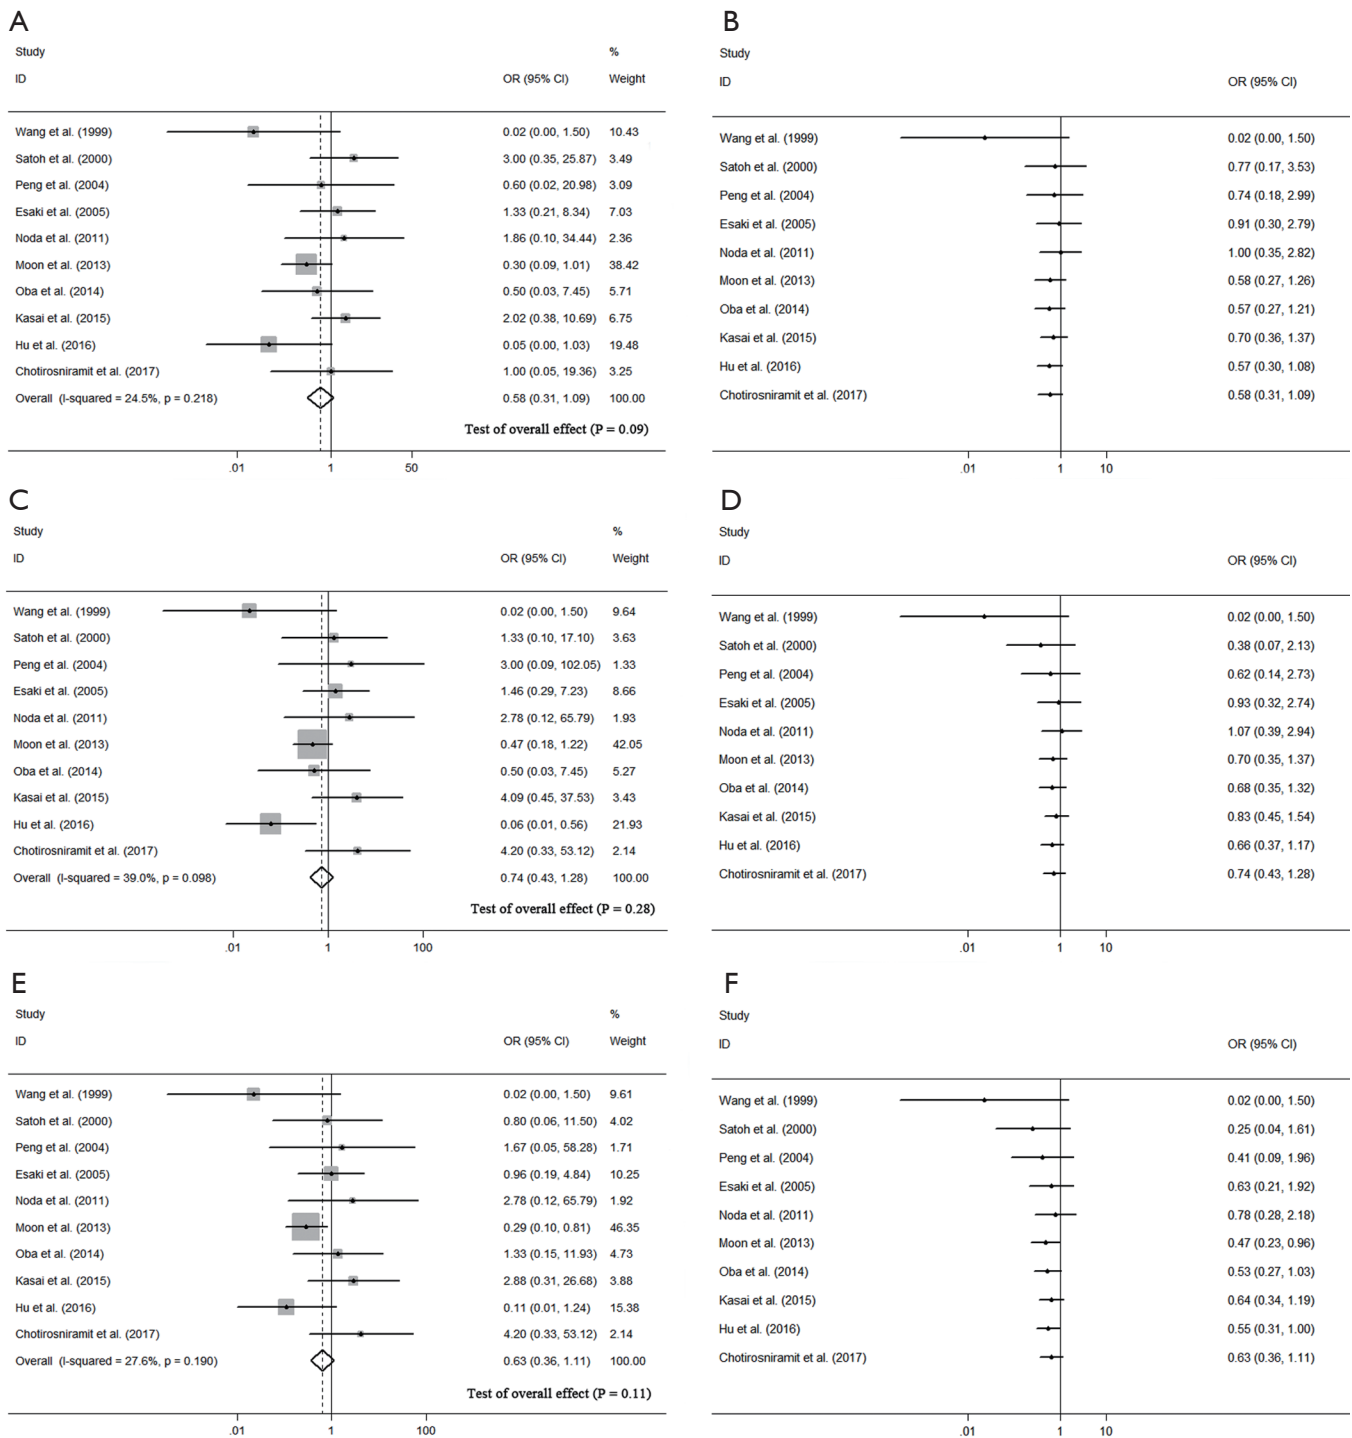 A
Study %
ID OR (95% CI) Weight
Wang et al. (1999) 0.02 (0.00, 1.50) 10.43
Satoh et al. (2000) 3.00 (0.35, 25.87) 3.49
Peng et al. (2004) 0.60 (0.02, 20.98) 3.09
Esaki et al. (2005) 1.33 (0.21, 8.34) 7.03
Noda et al. (2011) 1.86 (0.10, 34.44) 2.36
Moon et al. (2013) 0.30 (0.09, 1.01) 38.42
Oba et al. (2014) 0.50 (0.03, 7.45) 5.71
Kasai et al. (2015) 2.02 (0.38, 10.69) 6.75
Hu et al. (2016) 0.05 (0.00, 1.03) 19.48
Chotirosniramit et al. (2017) 1.00 (0.05, 19.36) 3.25
Overall (I-squared = 24.5%, p = 0.218) 0.58 (0.31, 1.09) 100.00
Test of overall effect (P = 0.09)
.01 1 50
B
Study
ID OR (95% CI)
Wang et al. (1999) 0.02 (0.00, 1.50)
Satoh et al. (2000) 0.77 (0.17, 3.53)
Peng et al. (2004) 0.74 (0.18, 2.99)
Esaki et al. (2005) 0.91 (0.30, 2.79)
Noda et al. (2011) 1.00 (0.35, 2.82)
Moon et al. (2013) 0.58 (0.27, 1.26)
Oba et al. (2014) 0.57 (0.27, 1.21)
Kasai et al. (2015) 0.70 (0.36, 1.37)
Hu et al. (2016) 0.57 (0.30, 1.08)
Chotirosniramit et al. (2017) 0.58 (0.31, 1.09)
.01 1 10
C
Study %
ID OR (95% CI) Weight
Wang et al. (1999) 0.02 (0.00, 1.50) 9.64
Satoh et al. (2000) 1.33 (0.10, 17.10) 3.63
Peng et al. (2004) 3.00 (0.09, 102.05) 1.33
Esaki et al. (2005) 1.46 (0.29, 7.23) 8.66
Noda et al. (2011) 2.78 (0.12, 65.79) 1.93
Moon et al. (2013) 0.47 (0.18, 1.22) 42.05
Oba et al. (2014) 0.50 (0.03, 7.45) 5.27
Kasai et al. (2015) 4.09 (0.45, 37.53) 3.43
Hu et al. (2016) 0.06 (0.01, 0.56) 21.93
Chotirosniramit et al. (2017) 4.20 (0.33, 53.12) 2.14
Overall (I-squared = 39.0%, p = 0.098) 0.74 (0.43, 1.28) 100.00
Test of overall effect (P = 0.28)
.01 1 100
D
Study
ID OR (95% CI)
Wang et al. (1999) 0.02 (0.00, 1.50)
Satoh et al. (2000) 0.38 (0.07, 2.13)
Peng et al. (2004) 0.62 (0.14, 2.73)
Esaki et al. (2005) 0.93 (0.32, 2.74)
Noda et al. (2011) 1.07 (0.39, 2.94)
Moon et al. (2013) 0.70 (0.35, 1.37)
Oba et al. (2014) 0.68 (0.35, 1.32)
Kasai et al. (2015) 0.83 (0.45, 1.54)
Hu et al. (2016) 0.66 (0.37, 1.17)
Chotirosniramit et al. (2017) 0.74 (0.43, 1.28)
.01 1 10
E
Study %
ID OR (95% CI) Weight
Wang et al. (1999) 0.02 (0.00, 1.50) 9.61
Satoh et al. (2000) 0.80 (0.06, 11.50) 4.02
Peng et al. (2004) 1.67 (0.05, 58.28) 1.71
Esaki et al. (2005) 0.96 (0.19, 4.84) 10.25
Noda et al. (2011) 2.78 (0.12, 65.79) 1.92
Moon et al. (2013) 0.29 (0.10, 0.81) 46.35
Oba et al. (2014) 1.33 (0.15, 11.93) 4.73
Kasai et al. (2015) 2.88 (0.31, 26.68) 3.88
Hu et al. (2016) 0.11 (0.01, 1.24) 15.38
Chotirosniramit et al. (2017) 4.20 (0.33, 53.12) 2.14
Overall (I-squared = 27.6%, p = 0.190) 0.63 (0.36, 1.11) 100.00
Test of overall effect (P = 0.11)
.01 1 100
F
Study
ID OR (95% CI)
Wang et al. (1999) 0.02 (0.00, 1.50)
Satoh et al. (2000) 0.25 (0.04, 1.61)
Peng et al. (2004) 0.41 (0.09, 1.96)
Esaki et al. (2005) 0.63 (0.21, 1.92)
Noda et al. (2011) 0.78 (0.28, 2.18)
Moon et al. (2013) 0.47 (0.23, 0.96)
Oba et al. (2014) 0.53 (0.27, 1.03)
Kasai et al. (2015) 0.64 (0.34, 1.19)
Hu et al. (2016) 0.55 (0.31, 1.00)
Chotirosniramit et al. (2017) 0.63 (0.36, 1.11)
.01 1 10